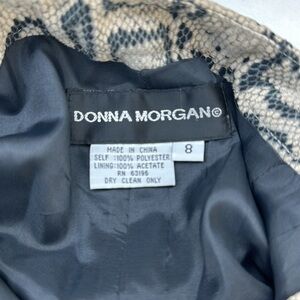 DONNA MORGAN©
MADE IN CHINA
SELF :100% POLYESTER
LINING:100% ACETATE
RN 63196
DRY CLEAN ONLY
8